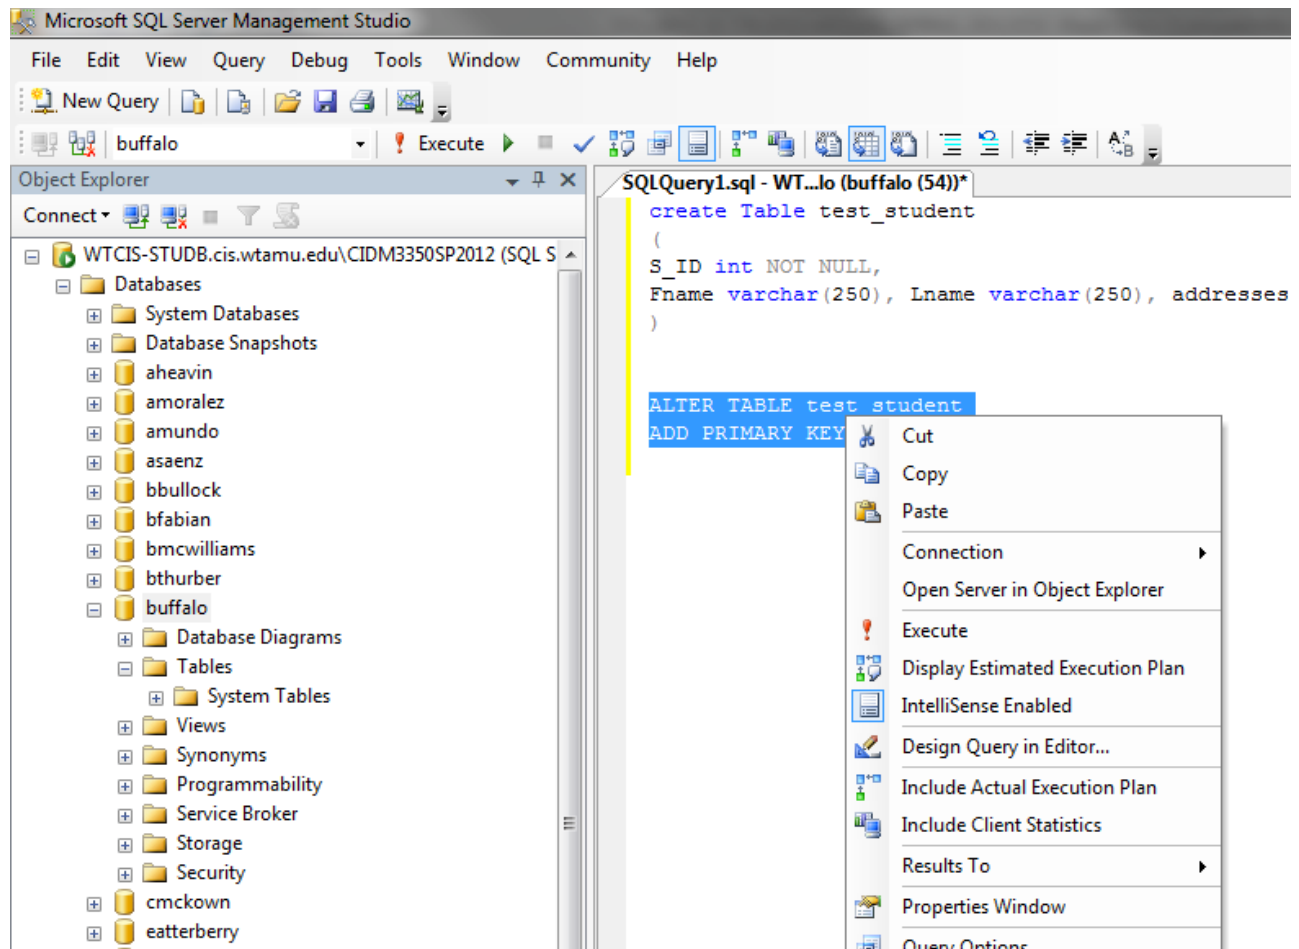 Microsoft SQL Server Management Studio
File Edit View Query Debug Tools Window Community Help
New Query
buffalo Execute
Object Explorer
Connect
WTCIS-STUDB.cis.wtamu.edu\CIDM3350SP2012 (SQL S
Databases
System Databases
Database Snapshots
aheavin
amoralez
amundo
asaenz
bbullock
bfabian
bmcwilliams
bthurber
buffalo
Database Diagrams
Tables
System Tables
Views
Synonyms
Programmability
Service Broker
Storage
Security
cmckown
eatterberry
SQLQuery1.sql - WT...lo (buffalo (54))*
create Table test_student
(
S_ID int NOT NULL,
Fname varchar(250), Lname varchar(250), addresses
)
ALTER TABLE test_student
ADD PRIMARY KEY
Cut
Copy
Paste
Connection
Open Server in Object Explorer
Execute
Display Estimated Execution Plan
IntelliSense Enabled
Design Query in Editor...
Include Actual Execution Plan
Include Client Statistics
Results To
Properties Window
Query Options